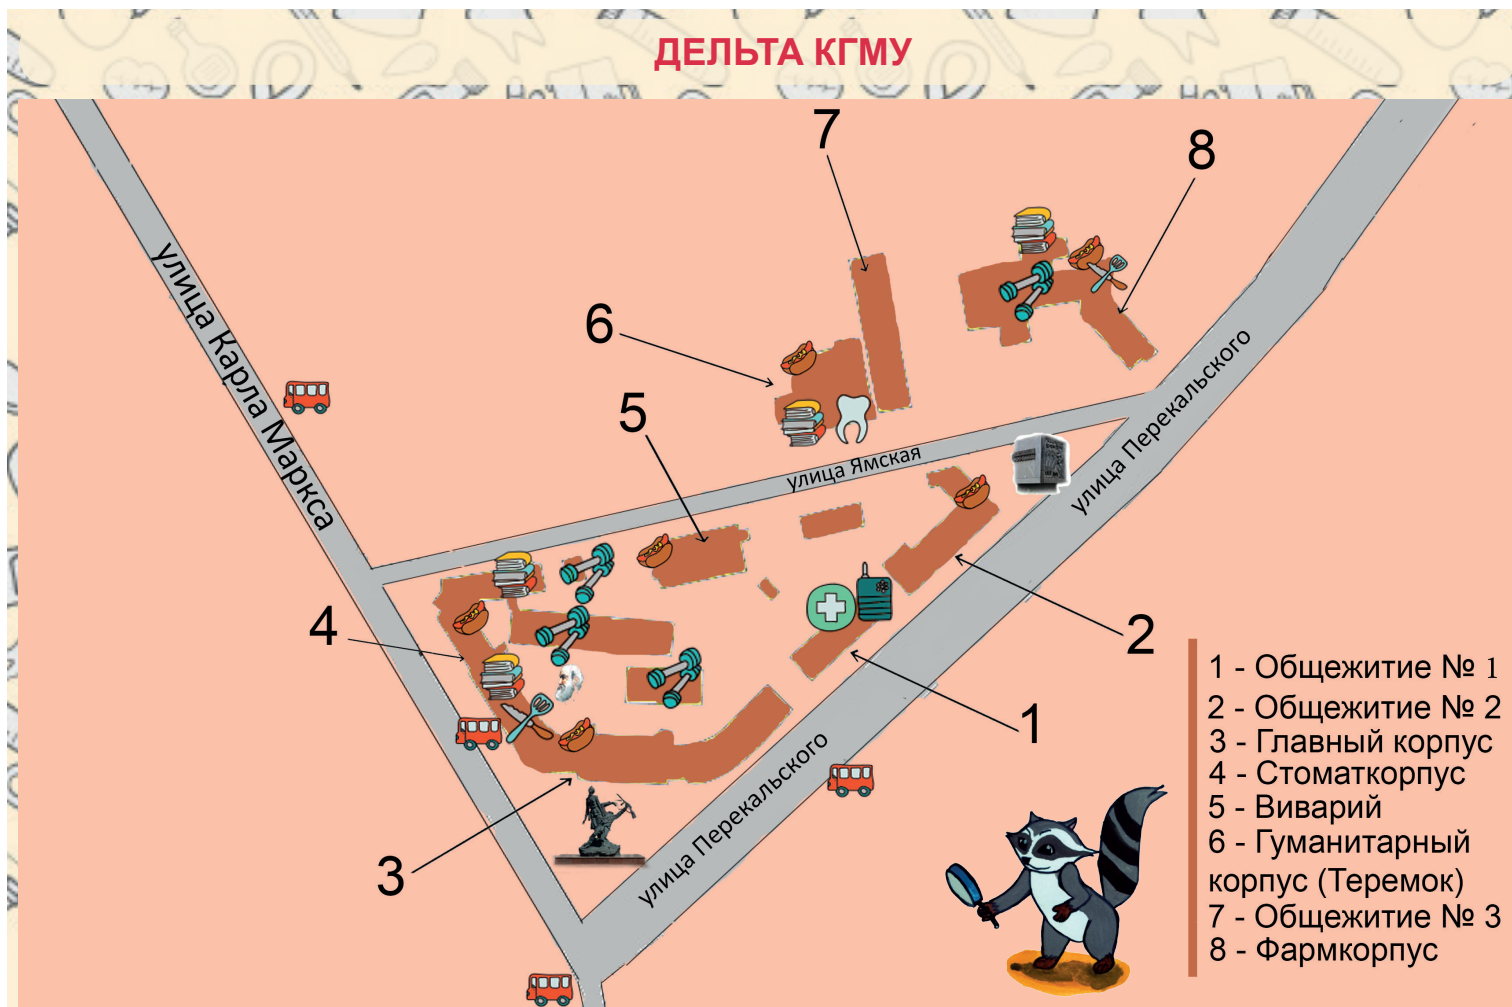 ДЕЛЬТА КГМУ
7
8
улица Карла Маркса
6
улица Перекальского
5
улица Ямская
4
2
1
улица Перекальского
3
1 - Общежитие № 1
2 - Общежитие № 2
3 - Главный корпус
4 - Стоматкорпус
5 - Виварий
6 - Гуманитарный
корпус (Теремок)
7 - Общежитие № 3
8 - Фармкорпус